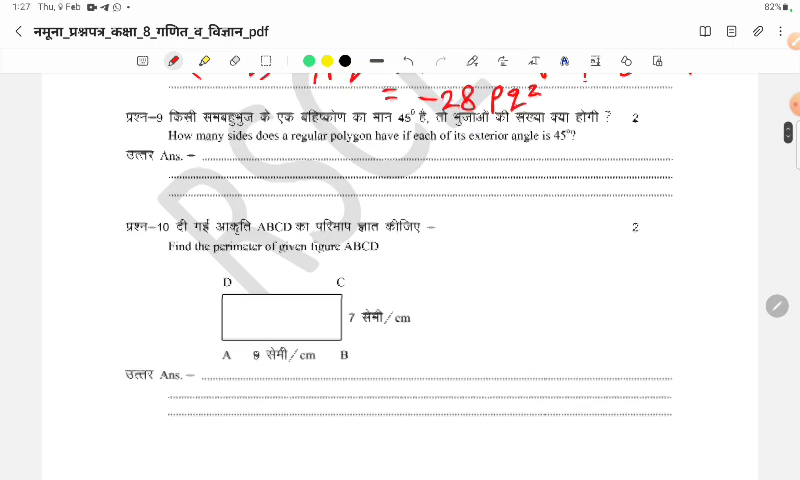 1:27 Thu, 9 Feb
82%
नमूना_प्रश्नपत्र_कक्षा_8_गणित_व_विज्ञान_pdf
= -28 pq²
प्रश्न-9 किसी समबहुभुज के एक बहिष्कोण का मान 45⁰ है, तो भुजाओं की संख्या क्या होगी ? 2
How many sides does a regular polygon have if each of its exterior angle is 45°?
उत्तर Ans. –
प्रश्न-10 दी गई आकृति ABCD का परिमाप ज्ञात कीजिए – 2
Find the perimeter of given figure ABCD
D C
7 सेमी/cm
A 9 सेमी/cm B
उत्तर Ans. –